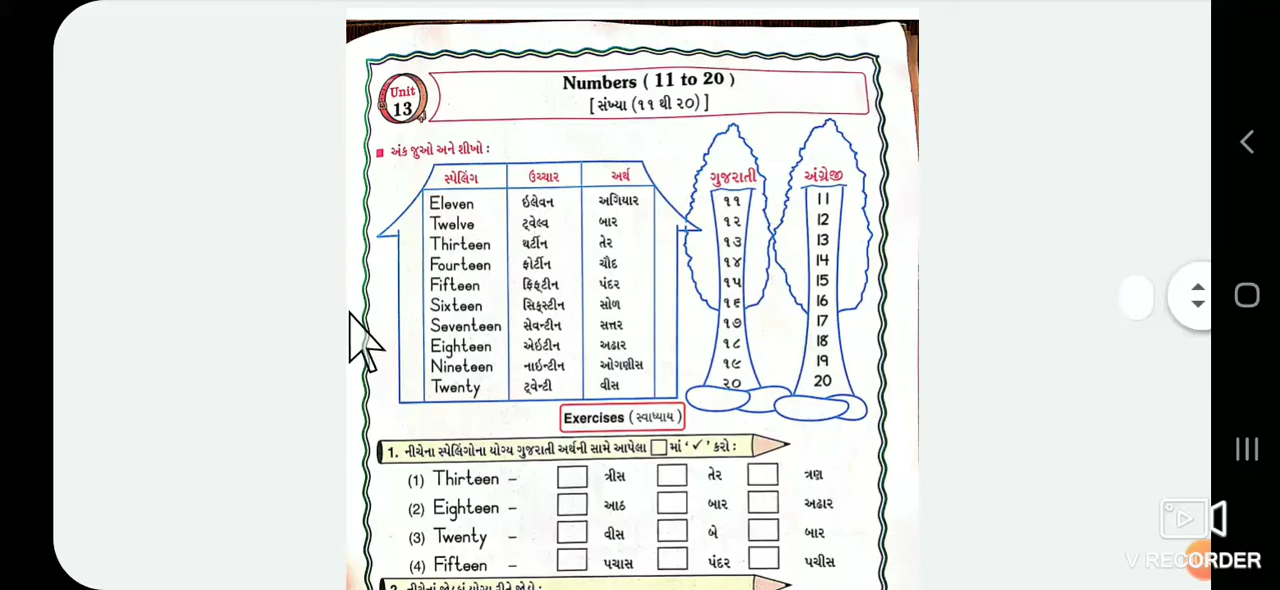 Unit 13
Numbers ( 11 to 20 )
[ સંખ્યા (૧૧ થી ૨૦) ]
અંક જુઓ અને શીખો :
સ્પેલિંગ ઉચ્ચાર અર્થ ગુજરાતી અંગ્રેજી
Eleven ઇલેવન અગિયાર ૧૧ 11
Twelve ટ્વેલ્વ બાર ૧૨ 12
Thirteen થર્ટીન તેર ૧૩ 13
Fourteen ફોર્ટીન ચૌદ ૧૪ 14
Fifteen ફિફ્ટીન પંદર ૧૫ 15
Sixteen સિક્સ્ટીન સોળ ૧૬ 16
Seventeen સેવન્ટીન સત્તર ૧૭ 17
Eighteen એઇટીન અઢાર ૧૮ 18
Nineteen નાઇન્ટીન ઓગણીસ ૧૯ 19
Twenty ટ્વેન્ટી વીસ ૨૦ 20
Exercises (સ્વાધ્યાય)
1. નીચેના સ્પેલિંગોના યોગ્ય ગુજરાતી અર્થની સામે આપેલા માં ‘ ✓ ’ કરો :
(1) Thirteen – ત્રીસ તેર ત્રણ
(2) Eighteen – આઠ બાર અઢાર
(3) Twenty – વીસ બે બાર
(4) Fifteen – પચાસ પંદર પચીસ
2. નીચેનાં જોડકાં યોગ્ય રીતે જોડો :
V RECORDER